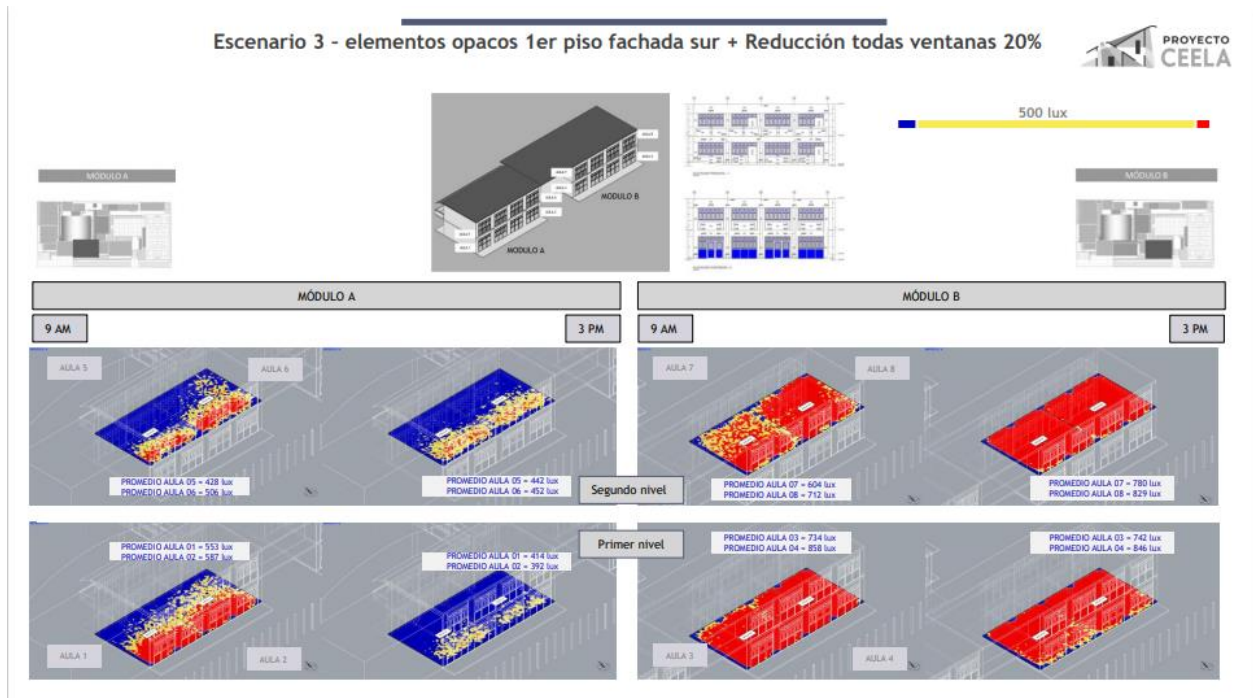 Escenario 3 - elementos opacos 1er piso fachada sur + Reducción todas ventanas 20%
PROYECTO
CEELA
500 lux
MÓDULO A
MÓDULO B
MODULO B
MODULO A
MÓDULO A
MÓDULO B
9 AM
3 PM
9 AM
3 PM
AULA 5
AULA 6
AULA 7
AULA 8
PROMEDIO AULA 05 = 428 lux
PROMEDIO AULA 06 = 506 lux
PROMEDIO AULA 05 = 442 lux
PROMEDIO AULA 06 = 452 lux
Segundo nivel
PROMEDIO AULA 07 = 604 lux
PROMEDIO AULA 08 = 712 lux
PROMEDIO AULA 07 = 780 lux
PROMEDIO AULA 08 = 829 lux
Primer nivel
PROMEDIO AULA 01 = 553 lux
PROMEDIO AULA 02 = 587 lux
PROMEDIO AULA 01 = 414 lux
PROMEDIO AULA 02 = 392 lux
PROMEDIO AULA 03 = 734 lux
PROMEDIO AULA 04 = 858 lux
PROMEDIO AULA 03 = 742 lux
PROMEDIO AULA 04 = 846 lux
AULA 1
AULA 2
AULA 3
AULA 4